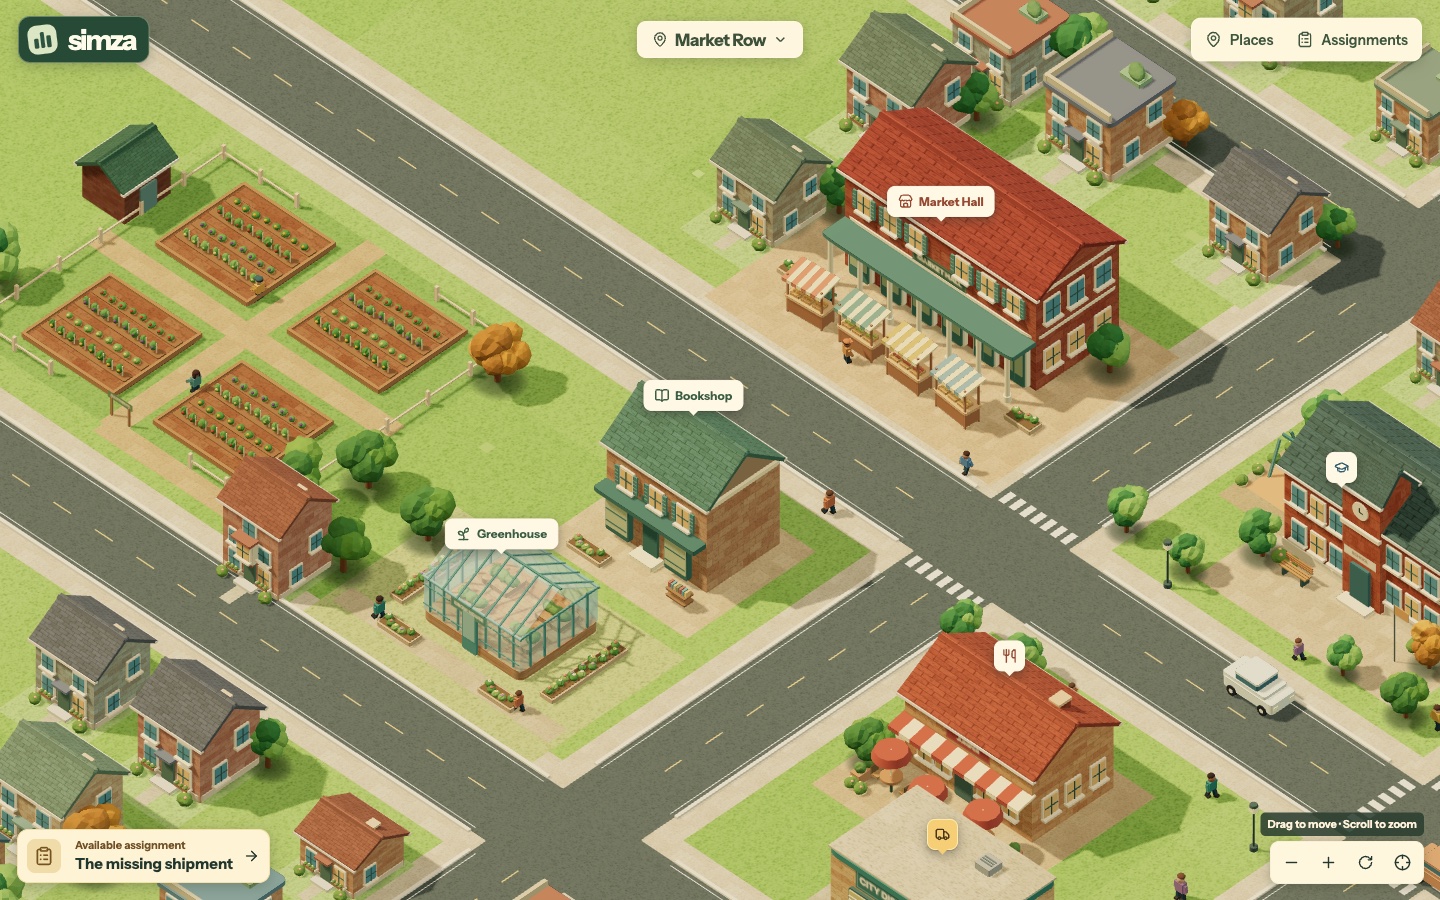 simza
Market Row
Places
Assignments
Market Hall
Bookshop
Greenhouse
Available assignment
The missing shipment
Drag to move · Scroll to zoom